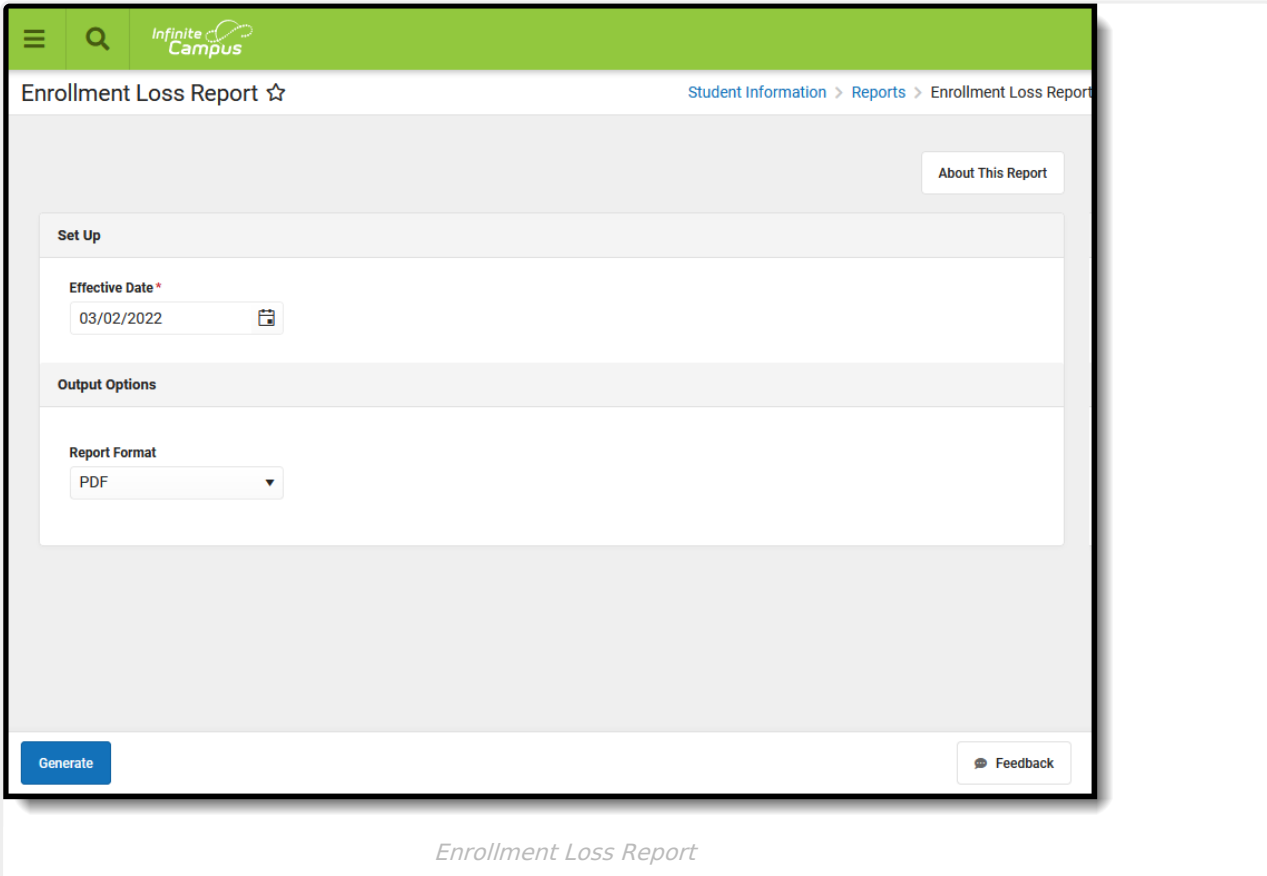 Infinite
Campus
Enrollment Loss Report
Student Information > Reports > Enrollment Loss Report
About This Report
Set Up
Effective Date *
03/02/2022
Output Options
Report Format
PDF
Generate
Feedback
Enrollment Loss Report